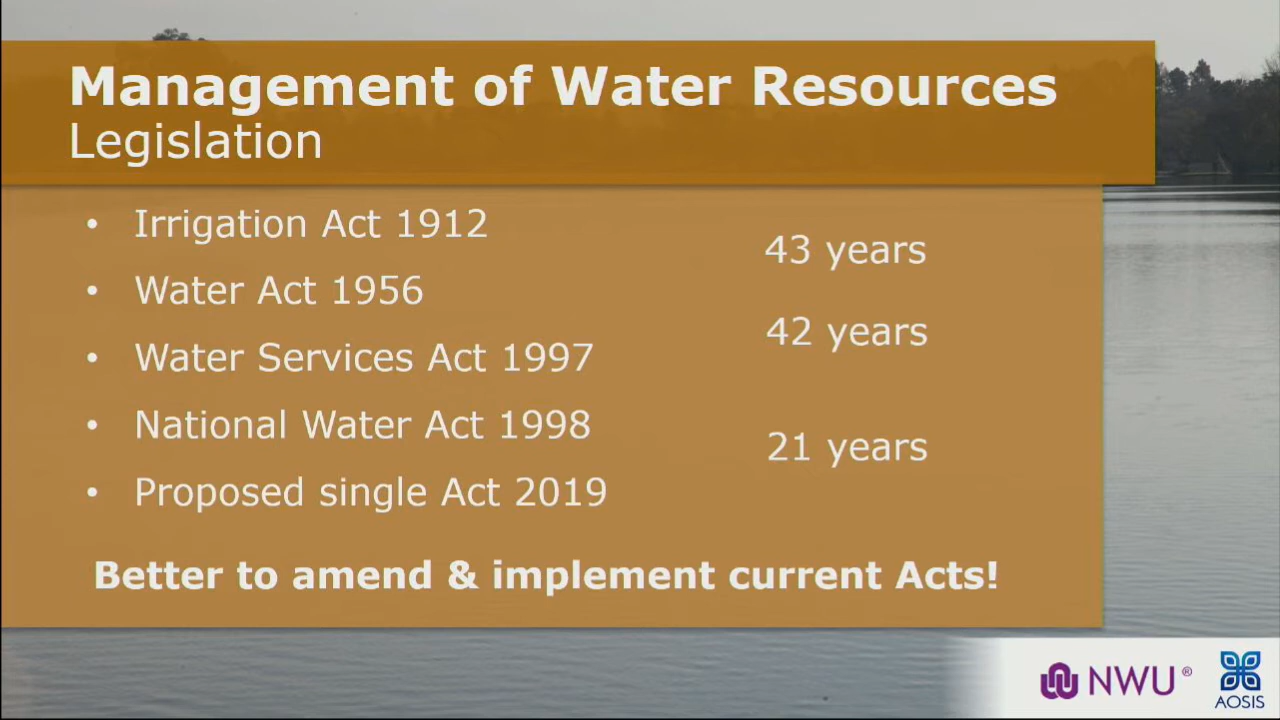 Management of Water Resources
Legislation
• Irrigation Act 1912
43 years
• Water Act 1956
42 years
• Water Services Act 1997
• National Water Act 1998
21 years
• Proposed single Act 2019
Better to amend & implement current Acts!
NWU®
AOSIS